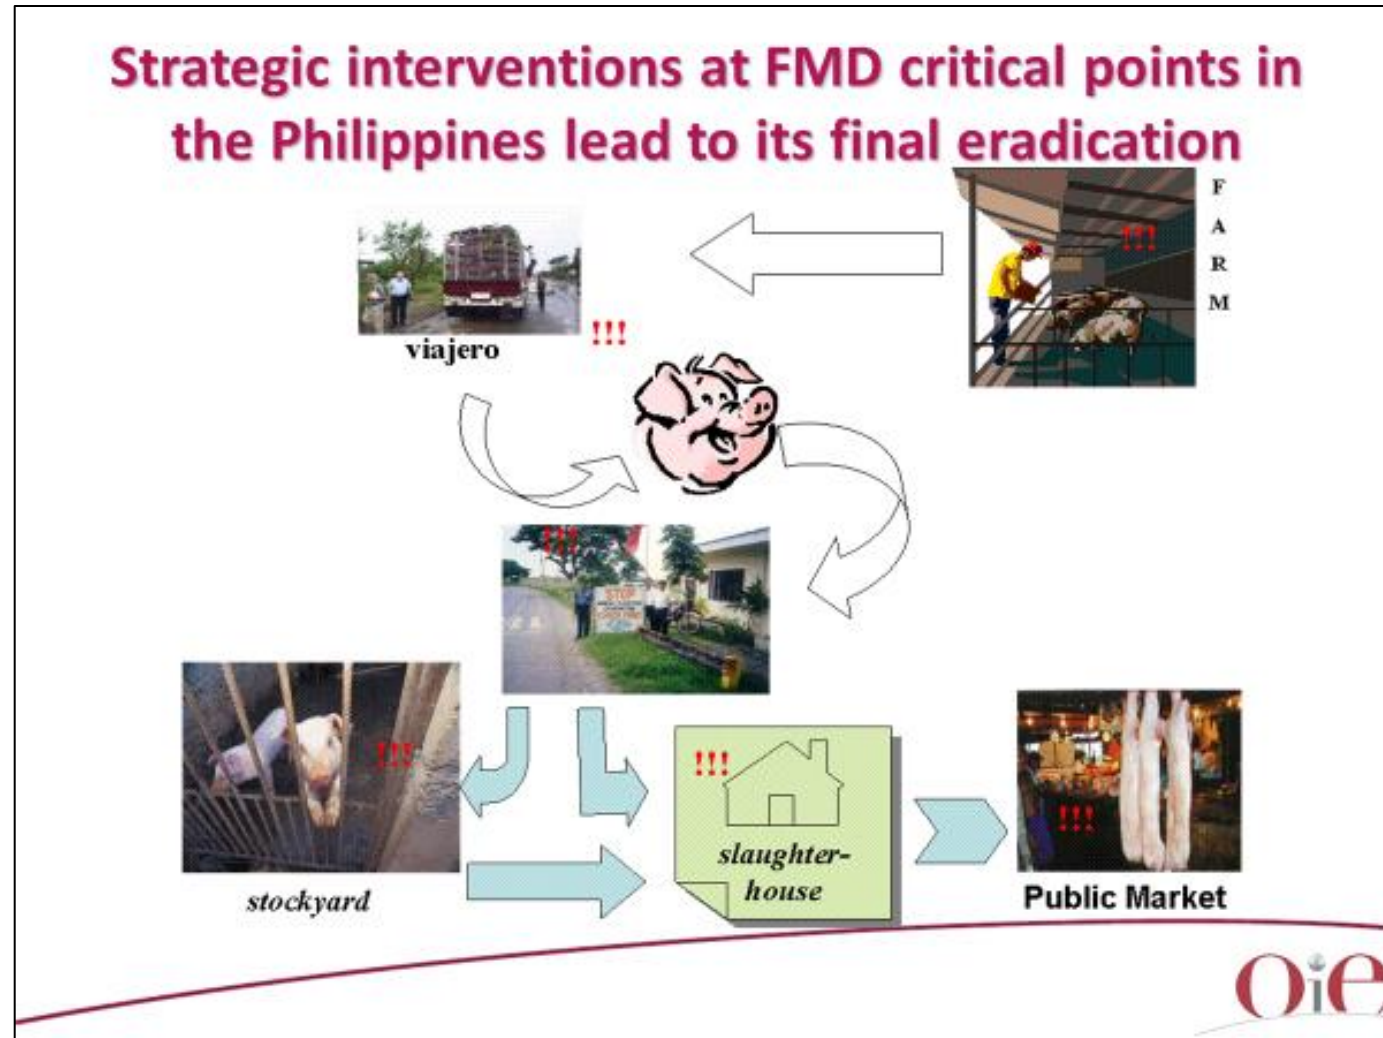 Strategic interventions at FMD critical points in
the Philippines lead to its final eradication
F
A
R
M
!!!
viajero
!!!
!!!
STOP
!!!
stockyard
!!!
slaughter-
house
!!!
Public Market
Oie